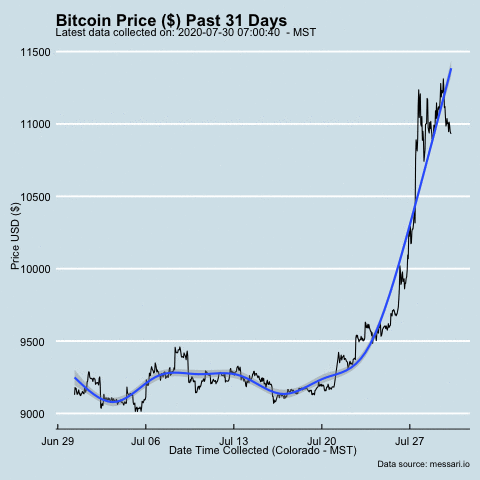 Bitcoin Price ($) Past 31 Days
Latest data collected on: 2020-07-30 07:00:40  - MST
11500
11000
10500
10000
9500
9000
Price USD ($)
Jun 29 Jul 06 Jul 13 Jul 20 Jul 27
Date Time Collected (Colorado - MST)
Data source: messari.io